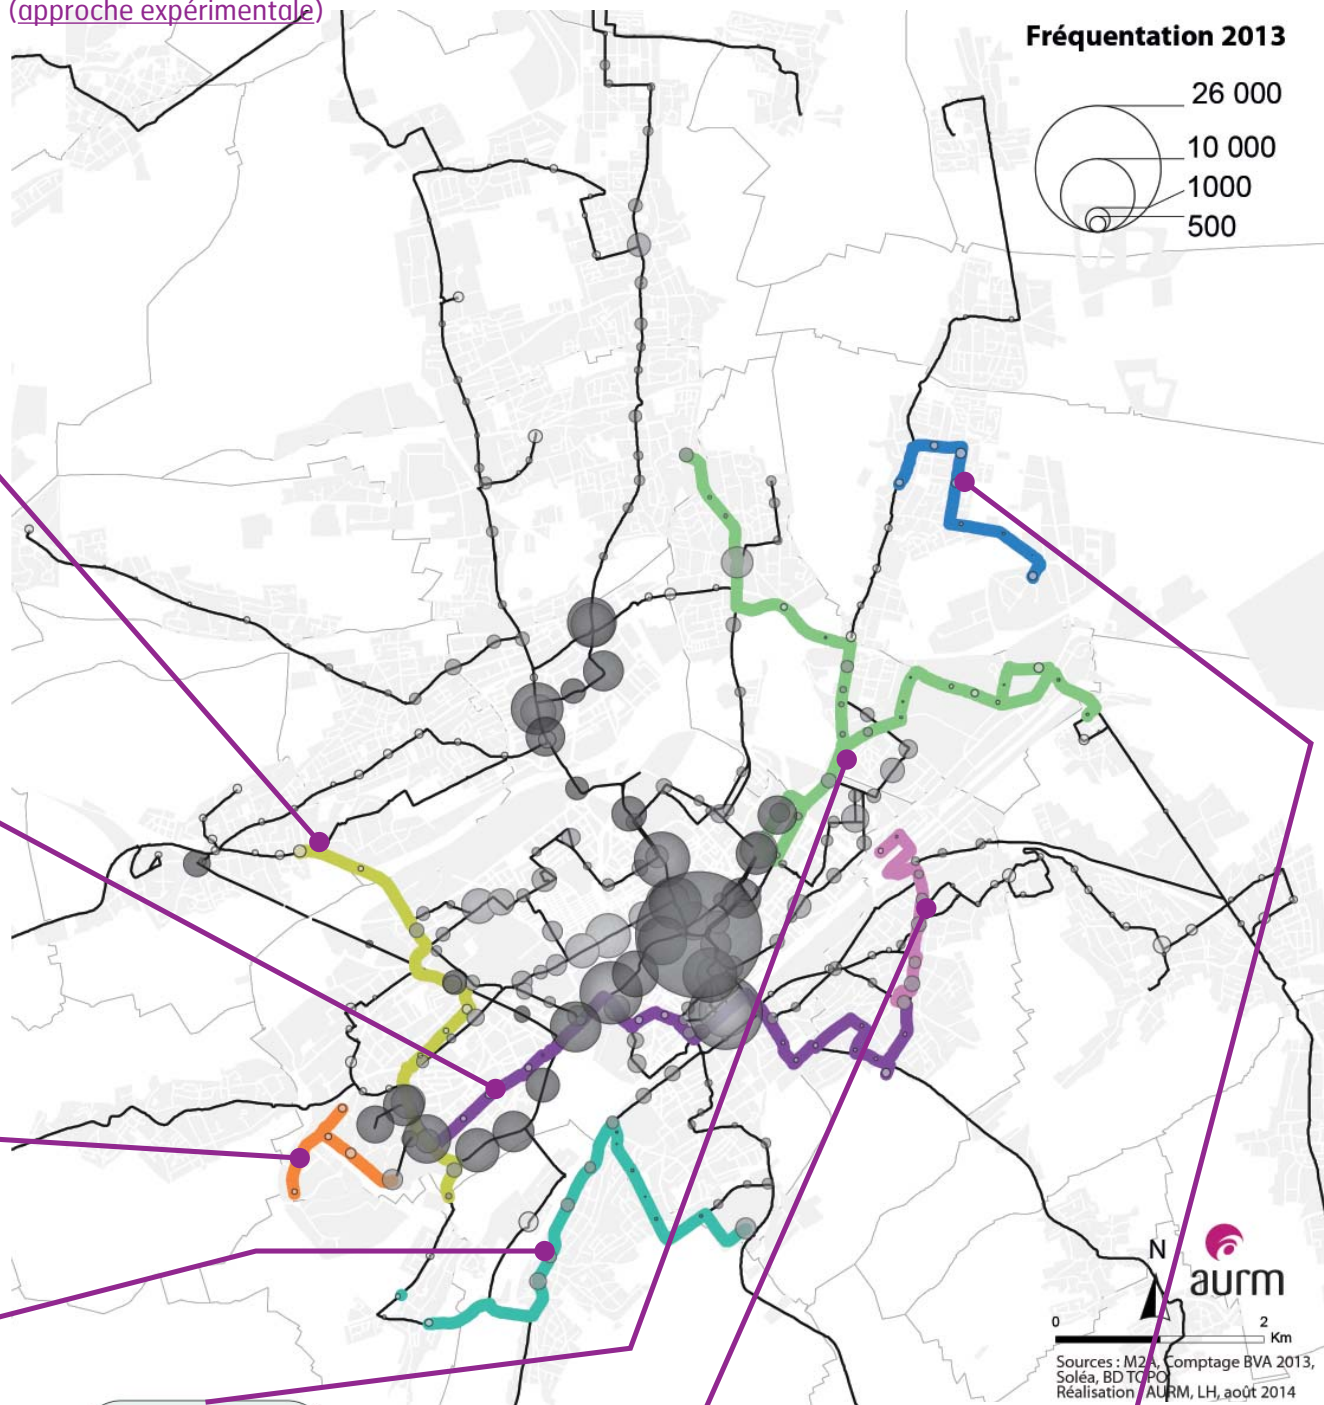 (approche expérimentale)
Fréquentation 2013
26 000
10 000
1000
500
N
aurm
0 2
Km
Sources : M2A, Comptage BVA 2013,
Soléa, BD TOPO
Réalisation AURM, LH, août 2014